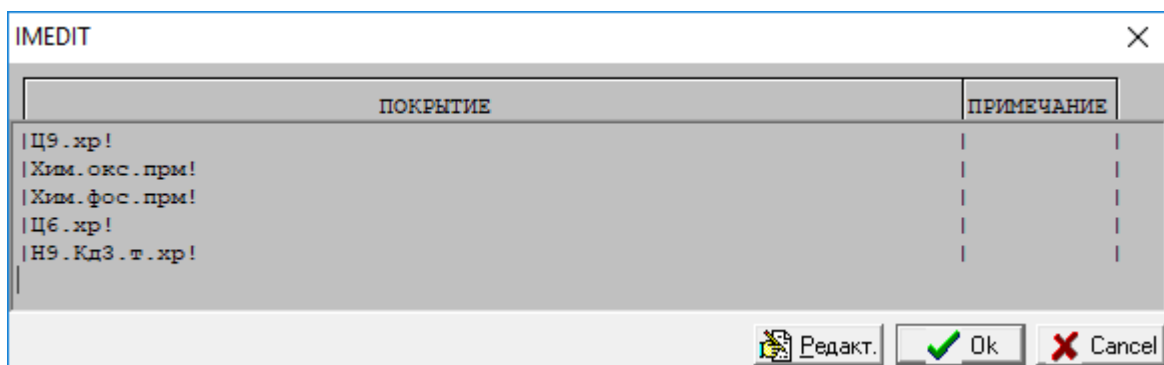 IMEDIT
ПОКРЫТИЕ ПРИМЕЧАНИЕ
|Ц9.хр! | |
|Хим.окс.прм! | |
|Хим.фос.прм! | |
|Ц6.хр! | |
|Н9.Кд3.т.хр! | |
Редакт. Ok Cancel